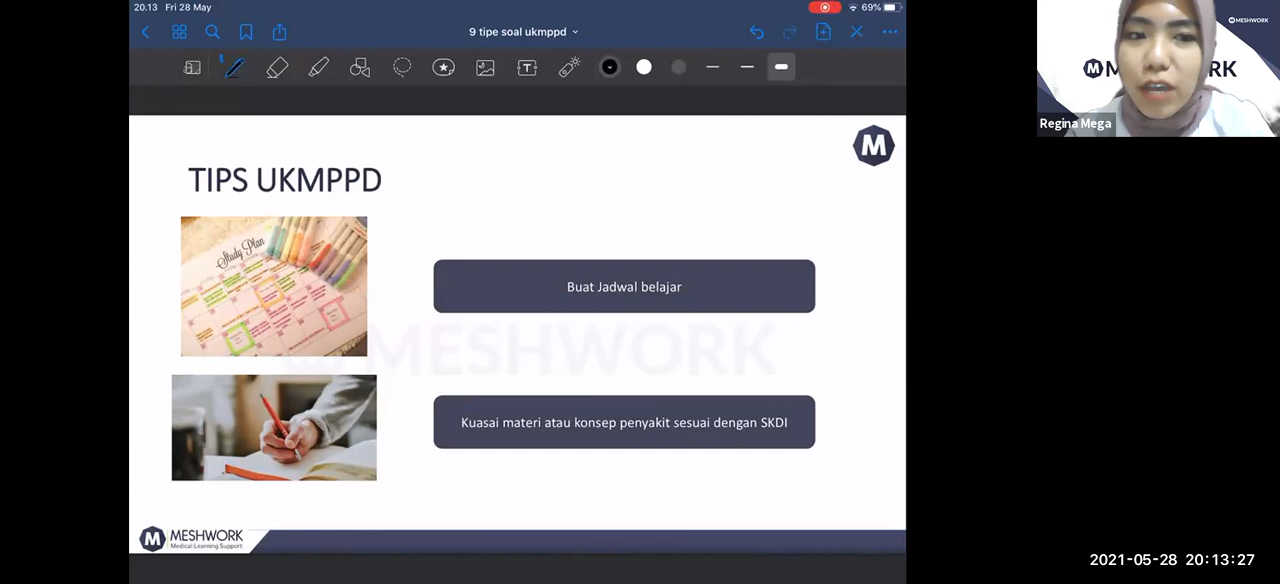 20.13 Fri 28 May
69%
9 tipe soal ukmppd
MESHWORK
Regina Mega
M
TIPS UKMPPD
Study Plan
Buat Jadwal belajar
MESHWORK
Kuasai materi atau konsep penyakit sesuai dengan SKDI
M MESHWORK
Medical Learning Support
2021-05-28 20:13:27